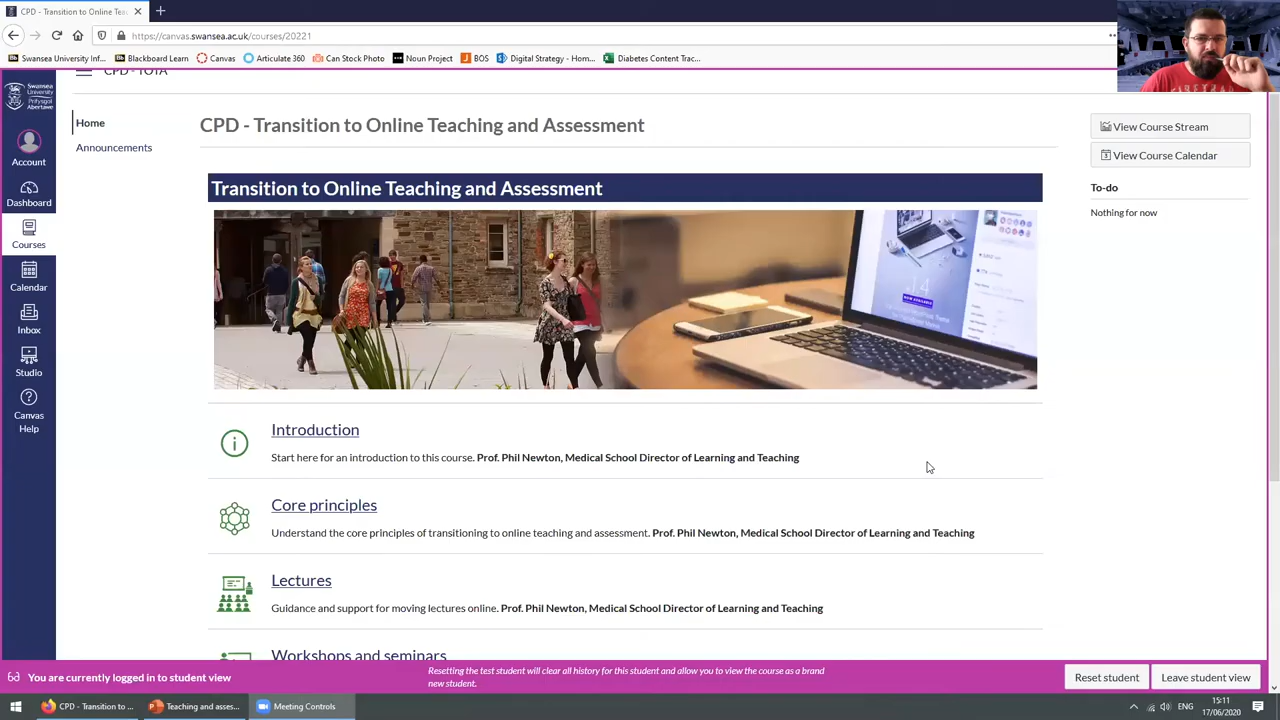 CPD - Transition to Online Tea
https://canvas.swansea.ac.uk/courses/20221
Swansea University Inf...
Blackboard Learn
Canvas
Articulate 360
Can Stock Photo
Noun Project
BOS
Digital Strategy - Hom...
Diabetes Content Trac...
Swansea
University
Prifysgol
Abertawe
CPD - TOTA
Home
Announcements
Account
Dashboard
Courses
Calendar
Inbox
Studio
Canvas
Help
CPD - Transition to Online Teaching and Assessment
Transition to Online Teaching and Assessment
NOW AVAILABLE
Introduction
Start here for an introduction to this course. Prof. Phil Newton, Medical School Director of Learning and Teaching
Core principles
Understand the core principles of transitioning to online teaching and assessment. Prof. Phil Newton, Medical School Director of Learning and Teaching
Lectures
Guidance and support for moving lectures online. Prof. Phil Newton, Medical School Director of Learning and Teaching
Workshops and seminars
View Course Stream
View Course Calendar
To-do
Nothing for now
You are currently logged in to student view
Resetting the test student will clear all history for this student and allow you to view the course as a brand
new student.
Reset student
Leave student view
CPD - Transition to ...
Teaching and asses...
Meeting Controls
ENG
15:11
17/06/2020